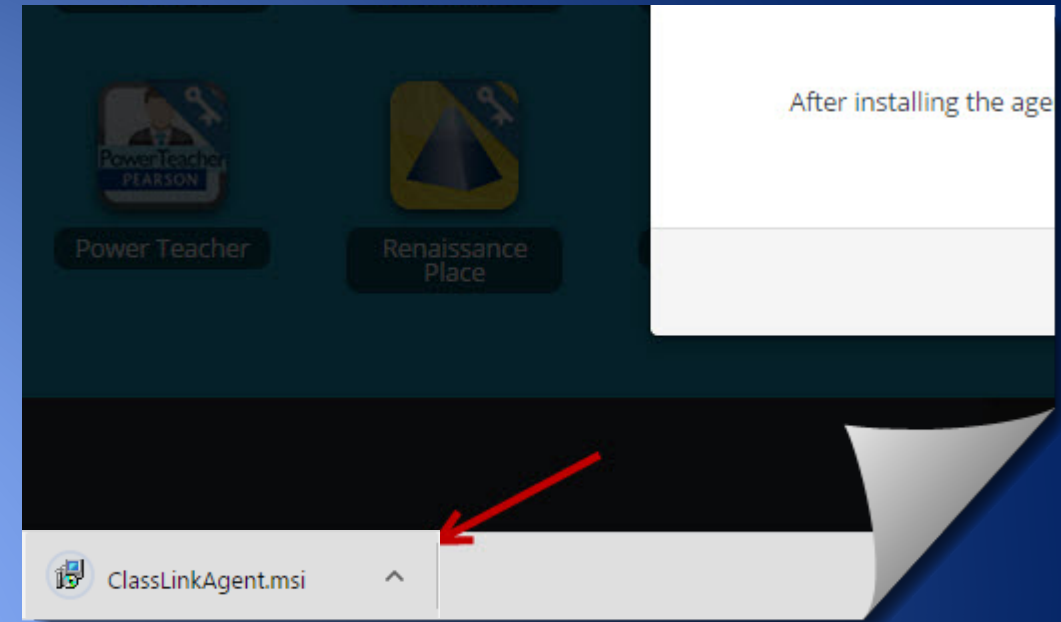 After installing the age
PowerTeacher
PEARSON
Power Teacher
Renaissance
Place
ClassLinkAgent.msi